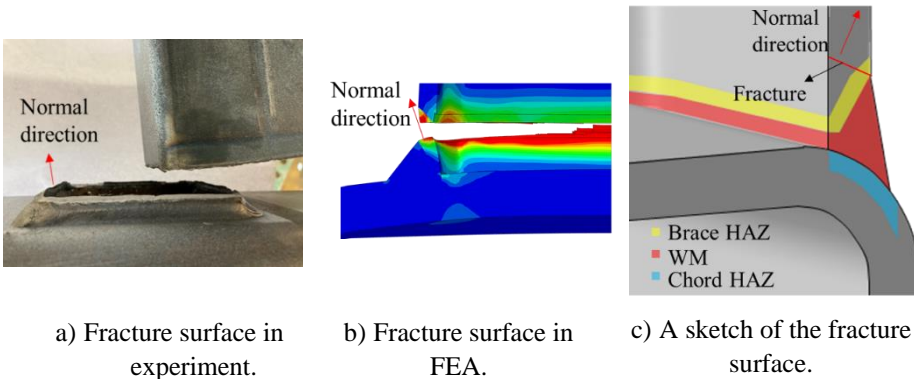 Normal
direction
Normal
direction
Normal
direction
Fracture
Brace HAZ
WM
Chord HAZ
a) Fracture surface in
experiment.
b) Fracture surface in
FEA.
c) A sketch of the fracture
surface.